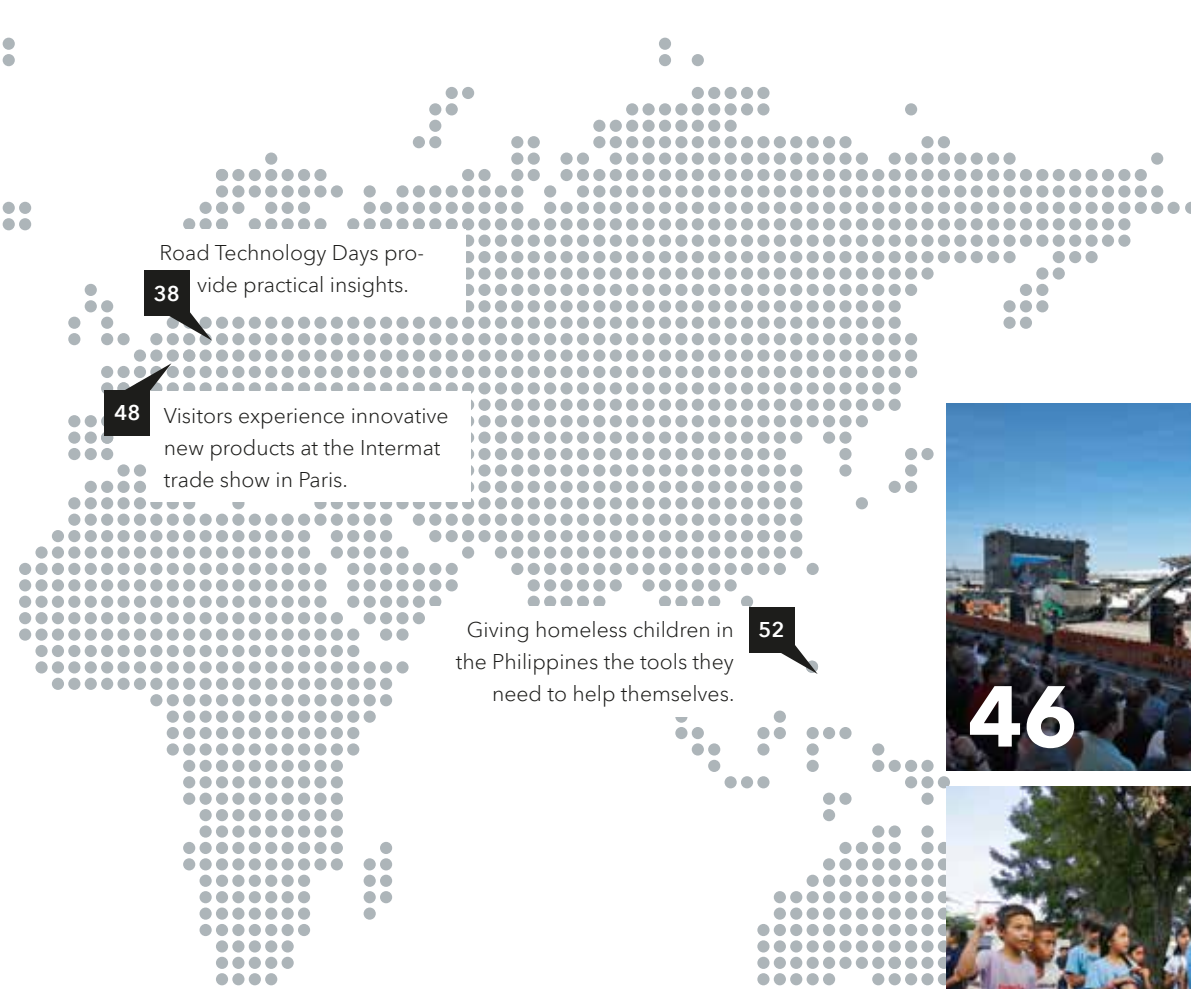 Road Technology Days pro-
38
vide practical insights.
48
Visitors experience innovative
new products at the Intermat
trade show in Paris.
Giving homeless children in
52
the Philippines the tools they
need to help themselves.
46